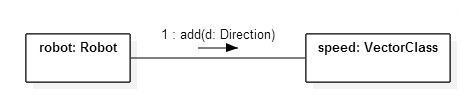 1 : add(d: Direction)
robot: Robot
speed: VectorClass